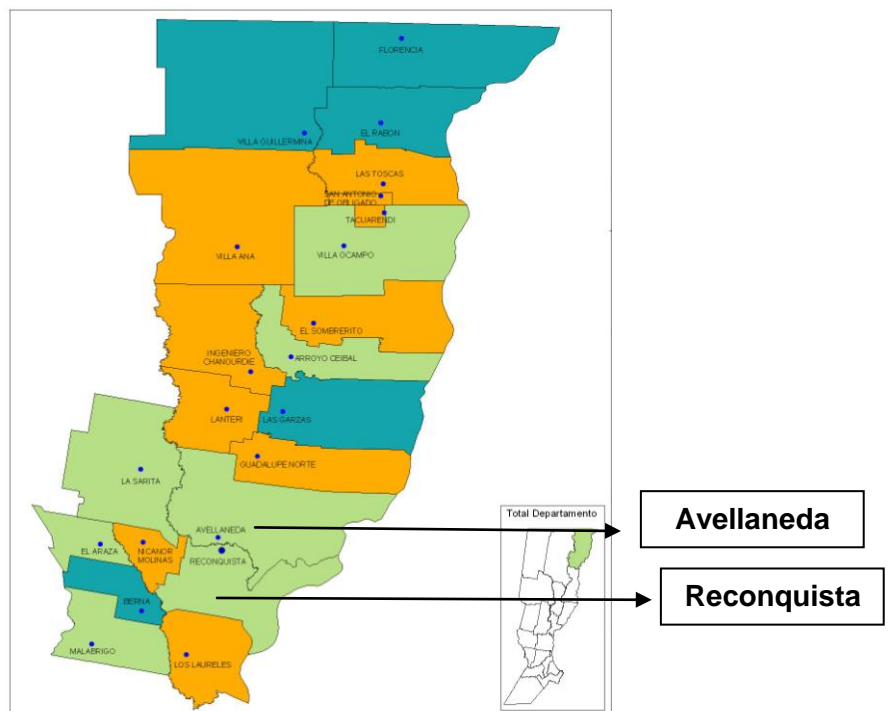 FLORENCIA
VILLA GUILLERMINA
EL RABON
LAS TOSCAS
SAN ANTONIO
DE OBLIGADO
TACUARENDI
VILLA ANA
VILLA OCAMPO
EL SOMBRERITO
INGENIERO
CHANOURDIE
ARROYO CEIBAL
LANTERI
LAS GARZAS
GUADALUPE NORTE
LA SARITA
AVELLANEDA
EL ARAZA
NICANOR
MOLINAS
RECONQUISTA
BERNA
MALABRIGO
LOS LAURELES
Total Departamento
Avellaneda
Reconquista